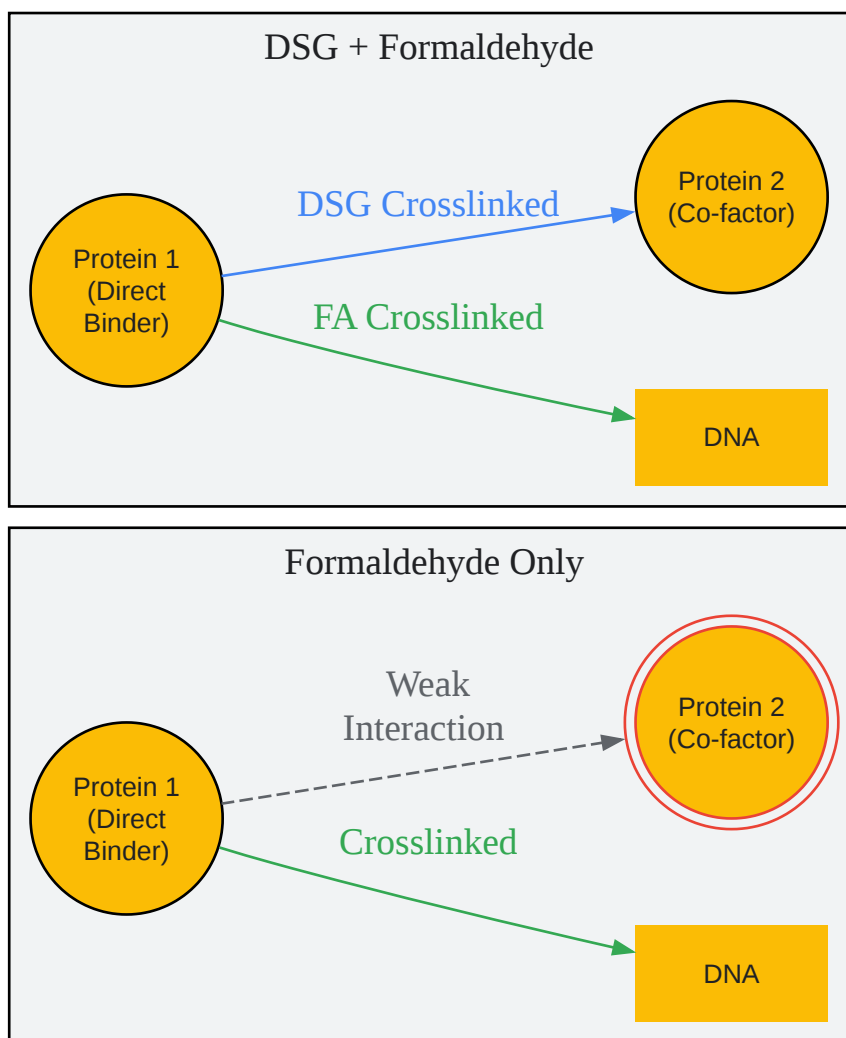 DSG + Formaldehyde
Protein 2
(Co-factor)
DSG Crosslinked
Protein 1
(Direct
Binder)
FA Crosslinked
DNA
Formaldehyde Only
Weak
Interaction
Protein 2
(Co-factor)
Protein 1
(Direct
Binder)
Crosslinked
DNA